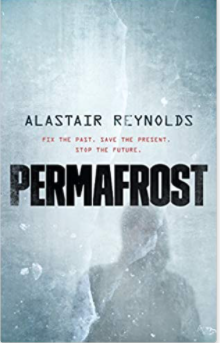 ALASTAIR REYNOLDS
FIX THE PAST. SAVE THE PRESENT.
STOP THE FUTURE.
PERMAFROST